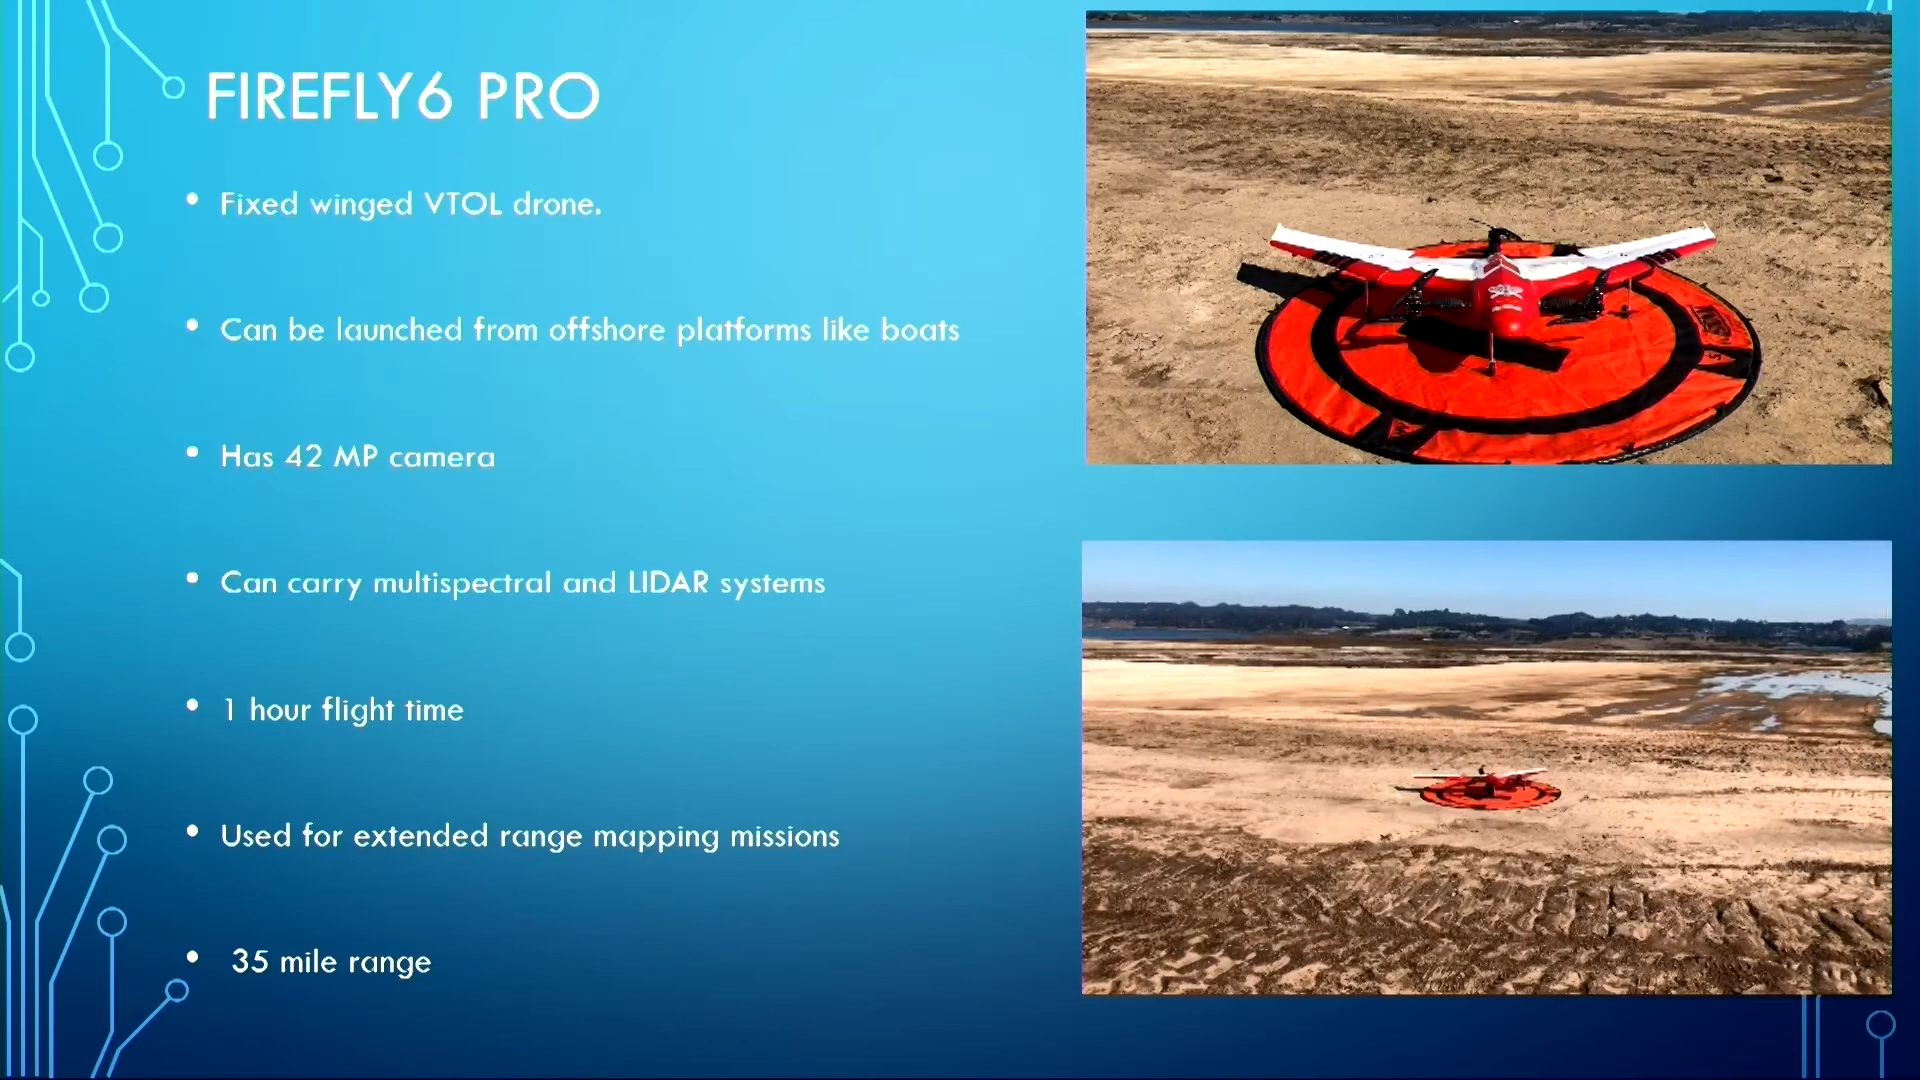 FIREFLY6 PRO
• Fixed winged VTOL drone.
• Can be launched from offshore platforms like boats
• Has 42 MP camera
• Can carry multispectral and LIDAR systems
• 1 hour flight time
• Used for extended range mapping missions
• 35 mile range